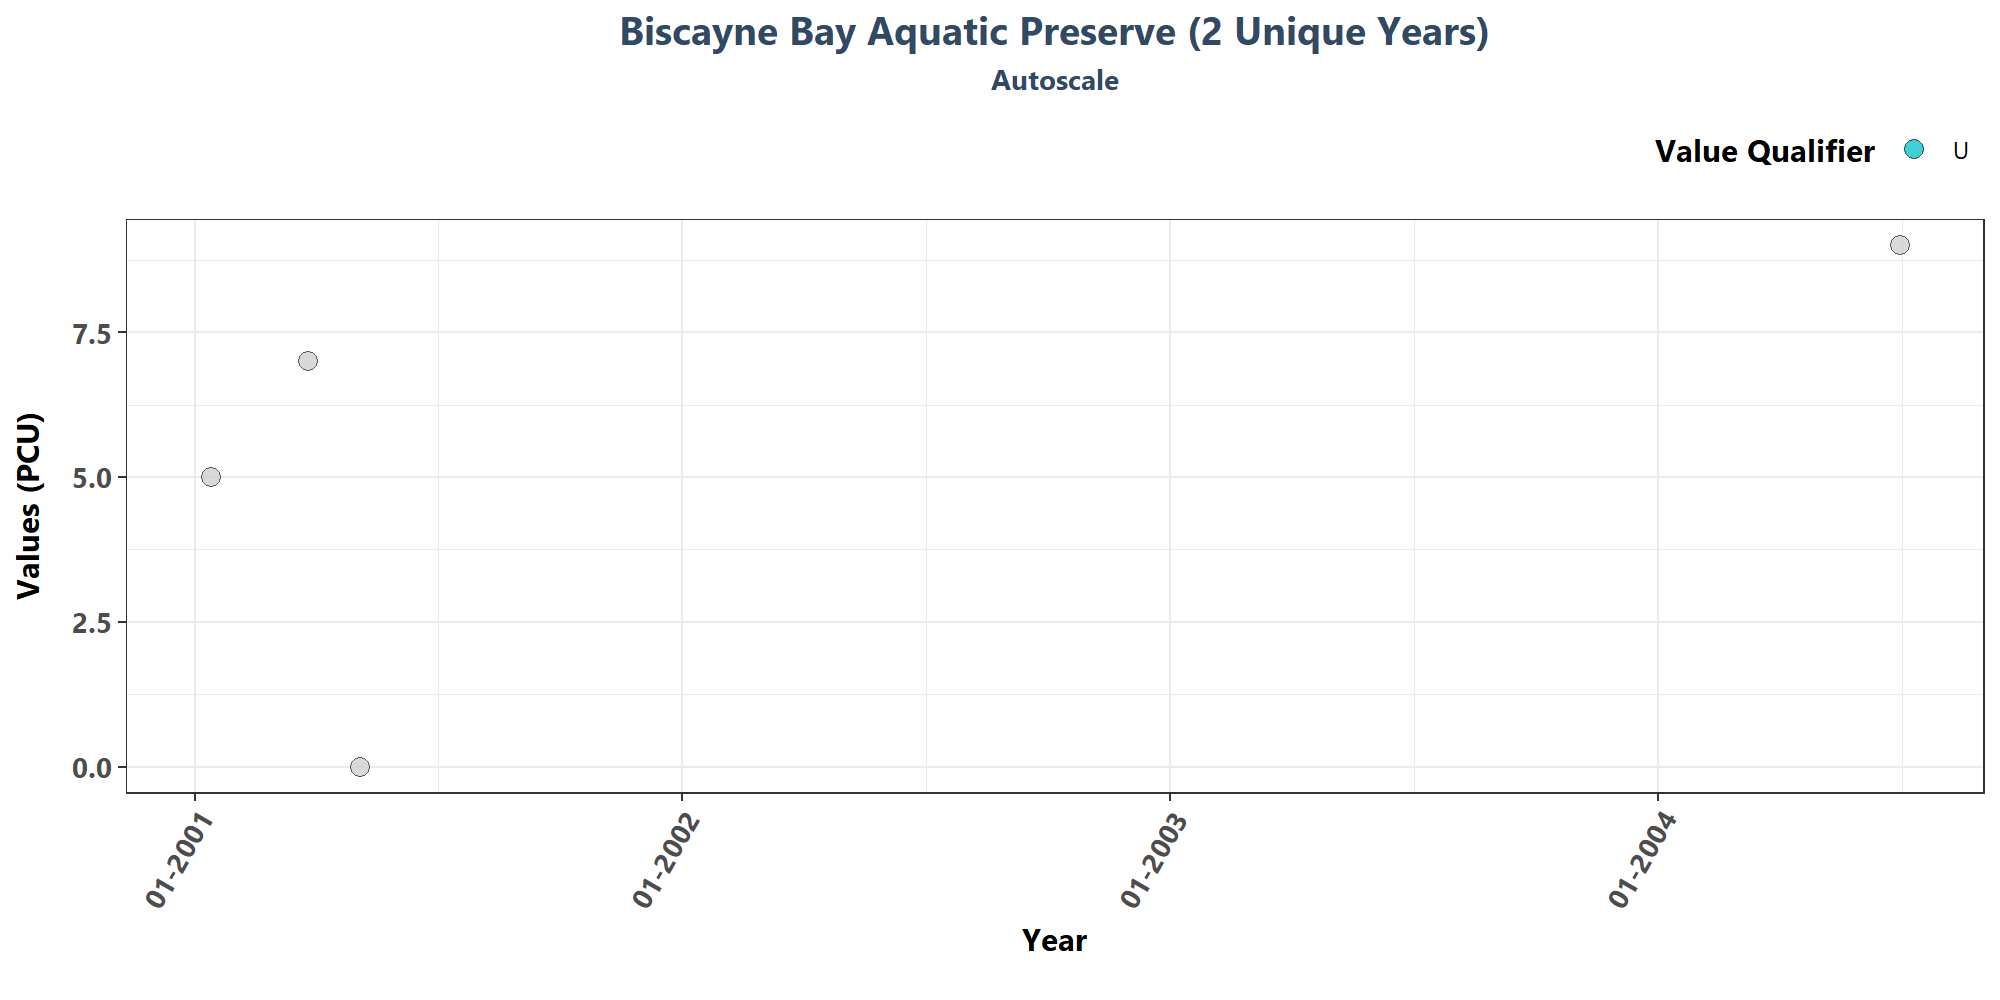 Biscayne Bay Aquatic Preserve (2 Unique Years)
Autoscale
Value Qualifier U
Values (PCU)
7.5
5.0
2.5
0.0
01-2001 01-2002 01-2003 01-2004
Year